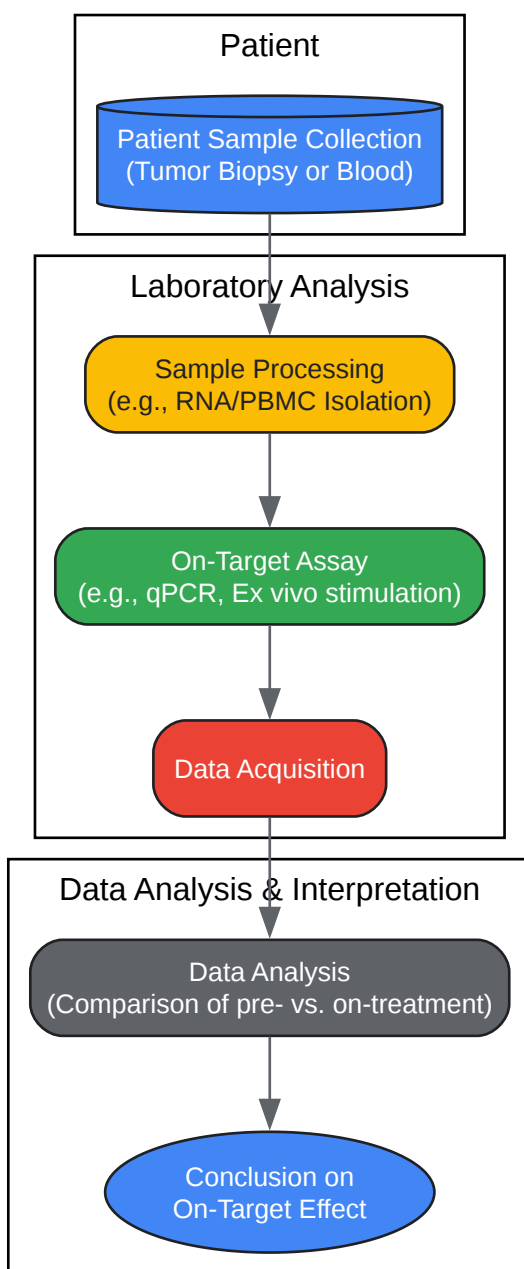 Patient
Patient Sample Collection
(Tumor Biopsy or Blood)
Laboratory Analysis
Sample Processing
(e.g., RNA/PBMC Isolation)
On-Target Assay
(e.g., qPCR, Ex vivo stimulation)
Data Acquisition
Data Analysis & Interpretation
Data Analysis
(Comparison of pre- vs. on-treatment)
Conclusion on
On-Target Effect